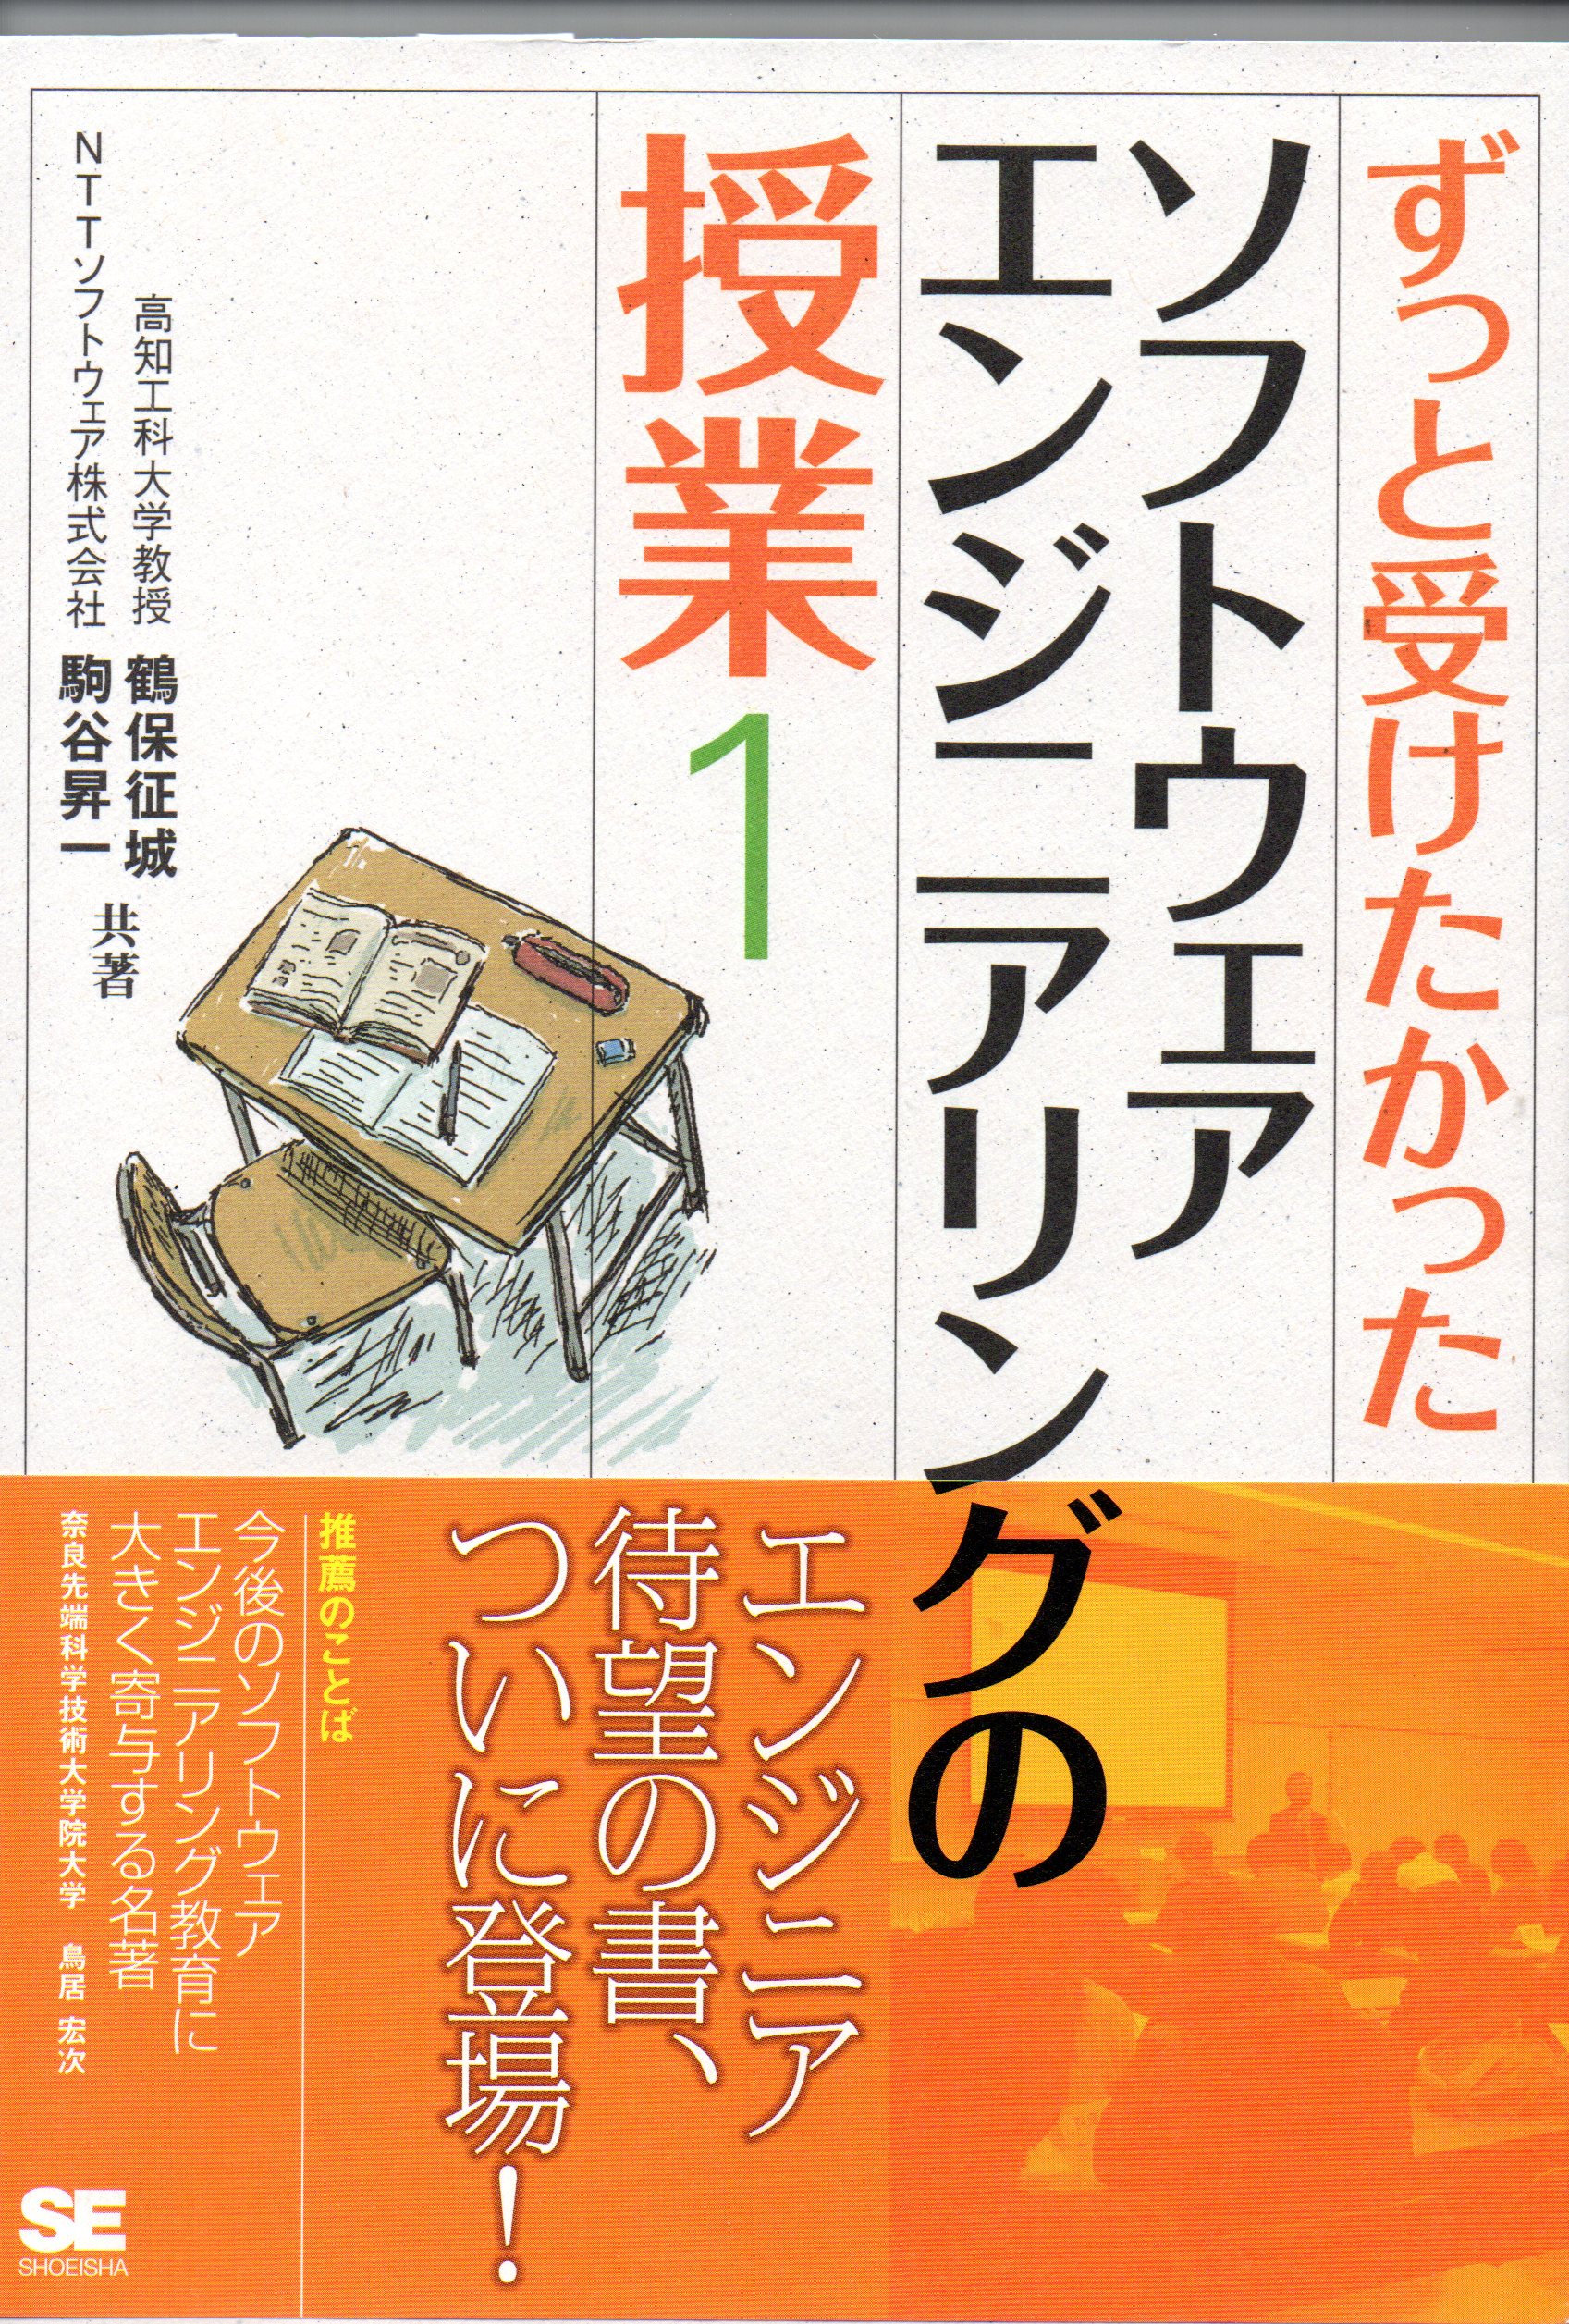 ずっと受けたかった
ソフトウェア
エンジニアリングの
授業1
高知工科大学教授 鶴保征城
NTTソフトウェア株式会社 駒谷昇一
共著
エンジニア
待望の書、
ついに登場!
推薦のことば
今後のソフトウェア
エンジニアリング教育に
大きく寄与する名著
奈良先端科学技術大学院大学 鳥居 宏次
SE
SHOEISHA